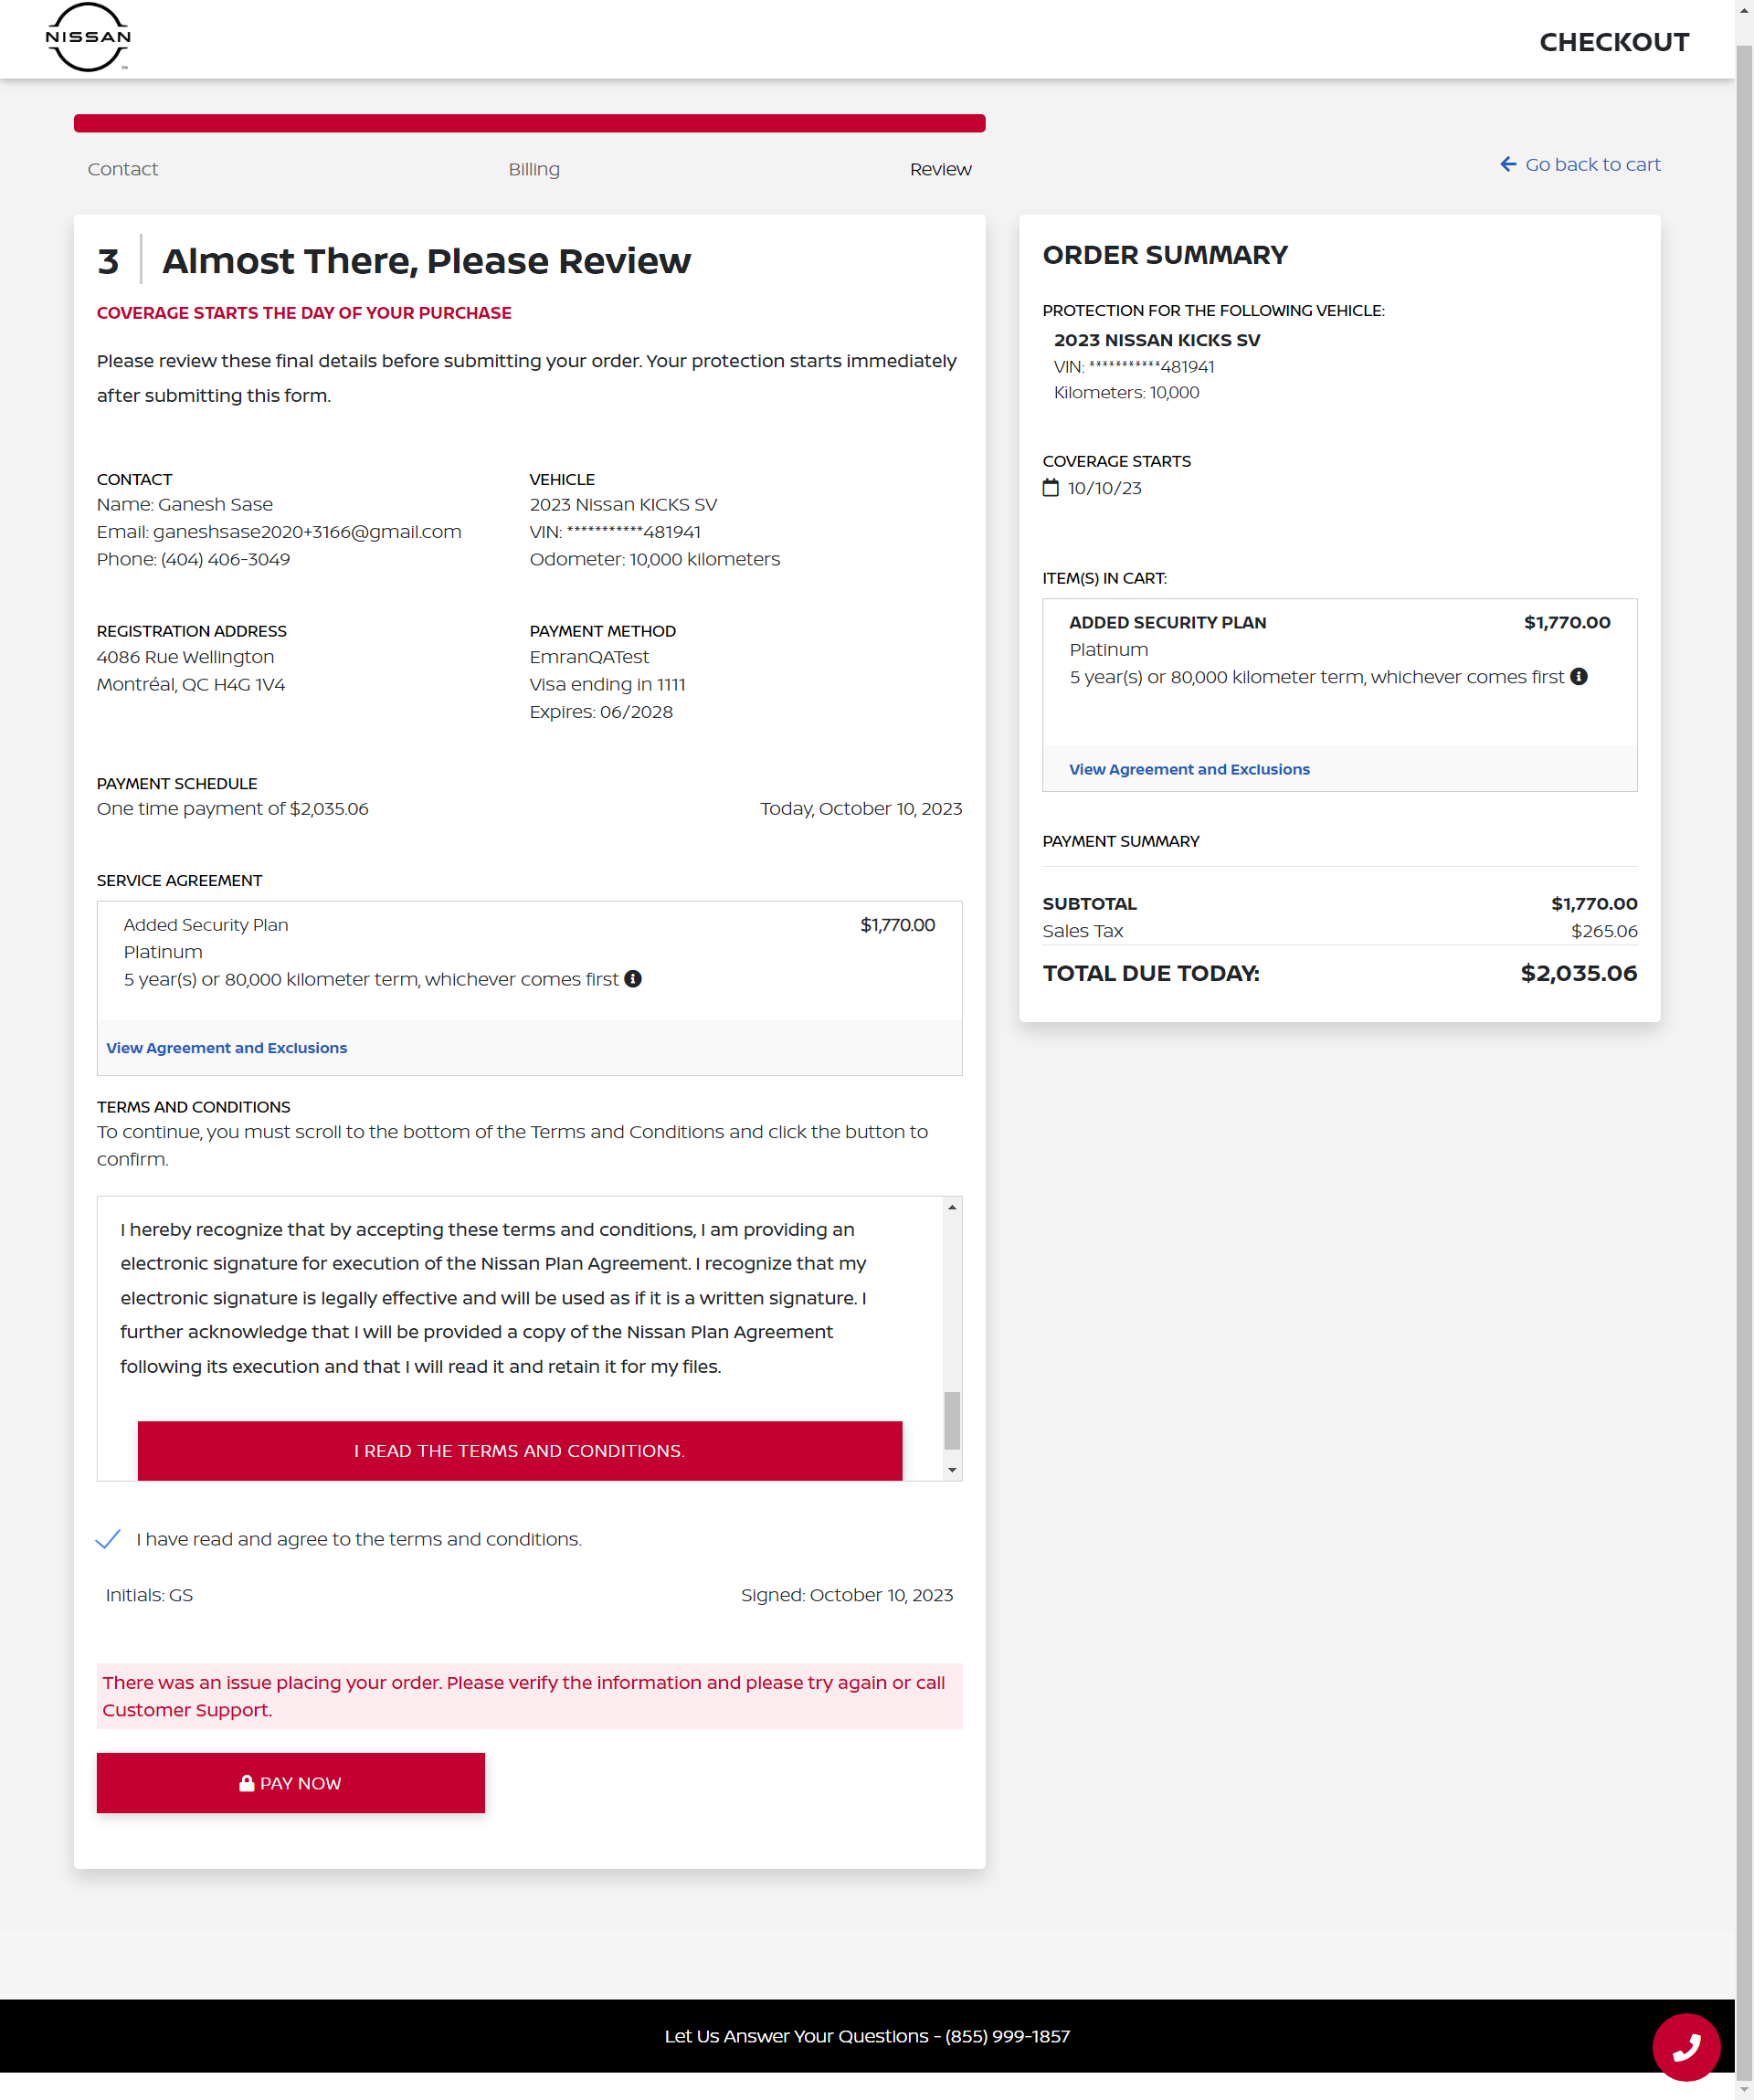 NISSAN
CHECKOUT
Contact
Billing
Review
Go back to cart
3
Almost There, Please Review
COVERAGE STARTS THE DAY OF YOUR PURCHASE
Please review these final details before submitting your order. Your protection starts immediately
after submitting this form.
CONTACT
Name: Ganesh Sase
Email: ganeshsase2020+3166@gmail.com
Phone: (404) 406-3049
VEHICLE
2023 Nissan KICKS SV
VIN: ***********481941
Odometer: 10,000 kilometers
REGISTRATION ADDRESS
4086 Rue Wellington
Montréal, QC H4G 1V4
PAYMENT METHOD
EmranQATest
Visa ending in 1111
Expires: 06/2028
PAYMENT SCHEDULE
One time payment of $2,035.06
Today, October 10, 2023
SERVICE AGREEMENT
Added Security Plan
$1,770.00
Platinum
5 year(s) or 80,000 kilometer term, whichever comes first
View Agreement and Exclusions
TERMS AND CONDITIONS
To continue, you must scroll to the bottom of the Terms and Conditions and click the button to
confirm.
I hereby recognize that by accepting these terms and conditions, I am providing an
electronic signature for execution of the Nissan Plan Agreement. I recognize that my
electronic signature is legally effective and will be used as if it is a written signature. I
further acknowledge that I will be provided a copy of the Nissan Plan Agreement
following its execution and that I will read it and retain it for my files.
I READ THE TERMS AND CONDITIONS.
I have read and agree to the terms and conditions.
Initials: GS
Signed: October 10, 2023
There was an issue placing your order. Please verify the information and please try again or call
Customer Support.
PAY NOW
ORDER SUMMARY
PROTECTION FOR THE FOLLOWING VEHICLE:
2023 NISSAN KICKS SV
VIN: ***********481941
Kilometers: 10,000
COVERAGE STARTS
10/10/23
ITEM(S) IN CART:
ADDED SECURITY PLAN
$1,770.00
Platinum
5 year(s) or 80,000 kilometer term, whichever comes first
View Agreement and Exclusions
PAYMENT SUMMARY
SUBTOTAL
$1,770.00
Sales Tax
$265.06
TOTAL DUE TODAY:
$2,035.06
Let Us Answer Your Questions - (855) 999-1857